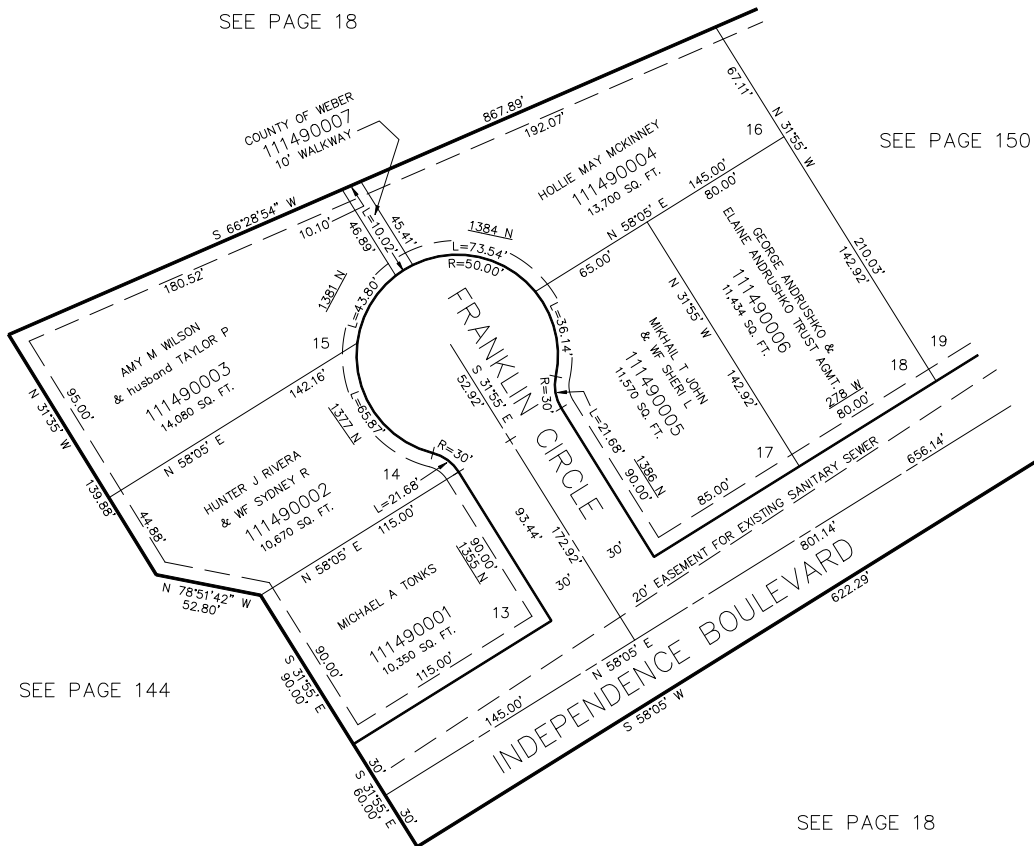 SEE PAGE 18
COUNTY OF WEBER
111490007
10' WALKWAY
867.89'
192.07'
S 66°28'54" W
10.10'
180.52'
46.89'
L=10.02'
45.41'
67.11'
N 31°55' W
16
SEE PAGE 150
HOLLIE MAY MCKINNEY
111490004
13,700 SQ. FT.
145.00'
80.00'
N 58°05' E
65.00'
1384 N
L=73.54'
R=50.00'
1381 N
L=43.80'
AMY M WILSON
& husband TAYLOR P
111490003
14,080 SQ. FT.
15
142.16'
N 58°05' E
95.00'
N 31°35' W
139.88'
44.88'
L=65.87'
1377 N
HUNTER J RIVERA
& WF SYDNEY R
111490002
10,670 SQ. FT.
14
R=30'
L=21.68'
115.00'
N 58°05' E
N 78°51'42" W
52.80'
FRANKLIN CIRCLE
S 31°55' E
52.92'
93.44'
172.92'
30'
30'
L=36.14'
R=30'
L=21.68'
90.00'
1386 N
N 31°55' W
142.92'
MIKHAIL T JOHN
& WF SHERI L
111490005
11,570 SQ. FT.
17
85.00'
GEORGE ANDRUSHKO &
ELAINE ANDRUSHKO TRUST AGMT.
111490006
11,434 SQ. FT.
278 W
80.00'
18
19
210.03'
142.92'
MICHAEL A TONKS
111490001
10,350 SQ. FT.
13
90.00'
1355 N
90.00'
115.00'
S 31°55' E
90.00'
SEE PAGE 144
20' EASEMENT FOR EXISTING SANITARY SEWER
656.14'
801.14'
N 58°05' E
145.00'
INDEPENDENCE BOULEVARD
622.29'
S 58°05' W
30'
S 31°55' E
60.00'
30'
SEE PAGE 18